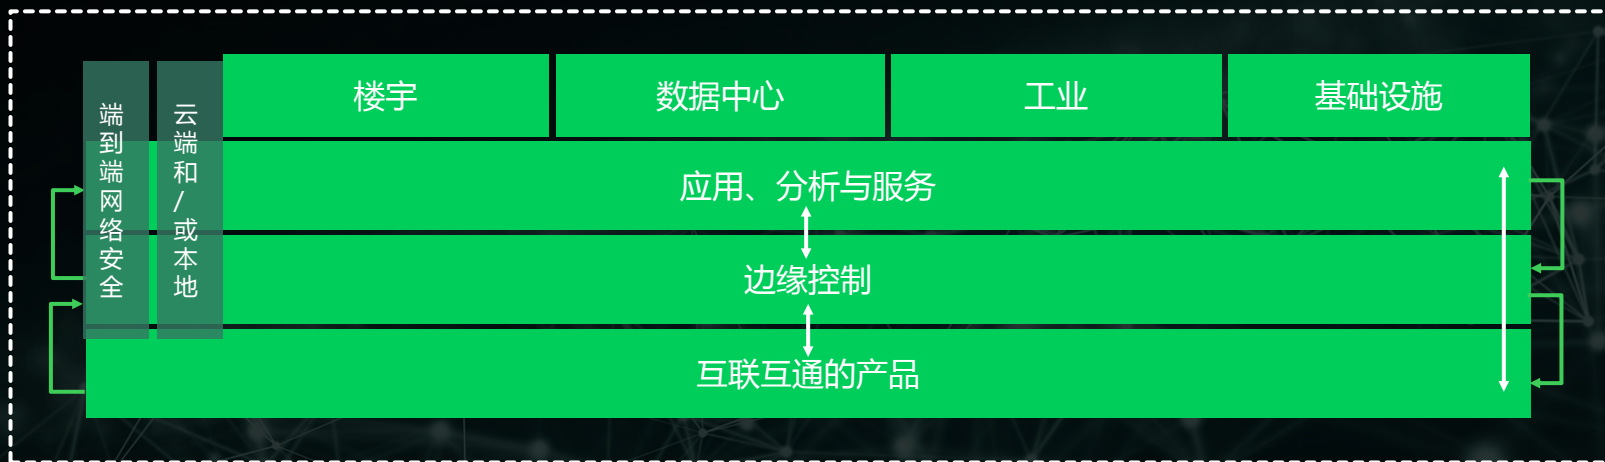 端到端网络安全
云端和/或本地
楼宇
数据中心
工业
基础设施
应用、分析与服务
边缘控制
互联互通的产品